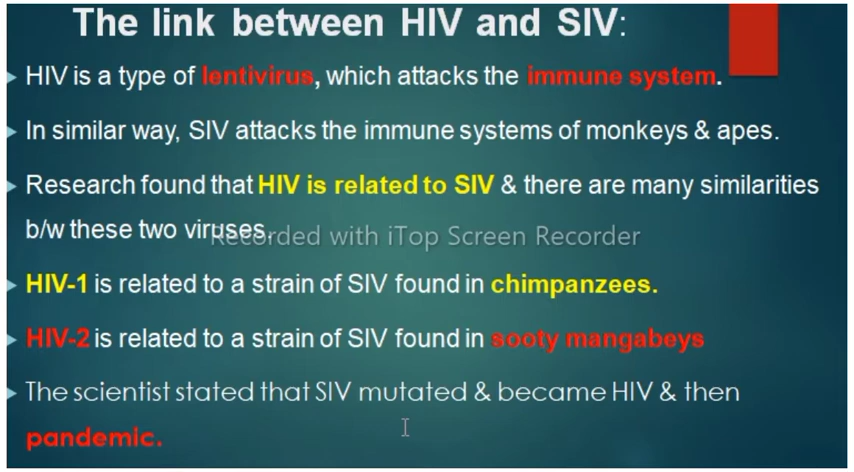 The link between HIV and SIV:
HIV is a type of lentivirus, which attacks the immune system.
In similar way, SIV attacks the immune systems of monkeys & apes.
Research found that HIV is related to SIV & there are many similarities
b/w these two viruses.
Recorded with iTop Screen Recorder
HIV-1 is related to a strain of SIV found in chimpanzees.
HIV-2 is related to a strain of SIV found in sooty mangabeys
The scientist stated that SIV mutated & became HIV & then
pandemic.